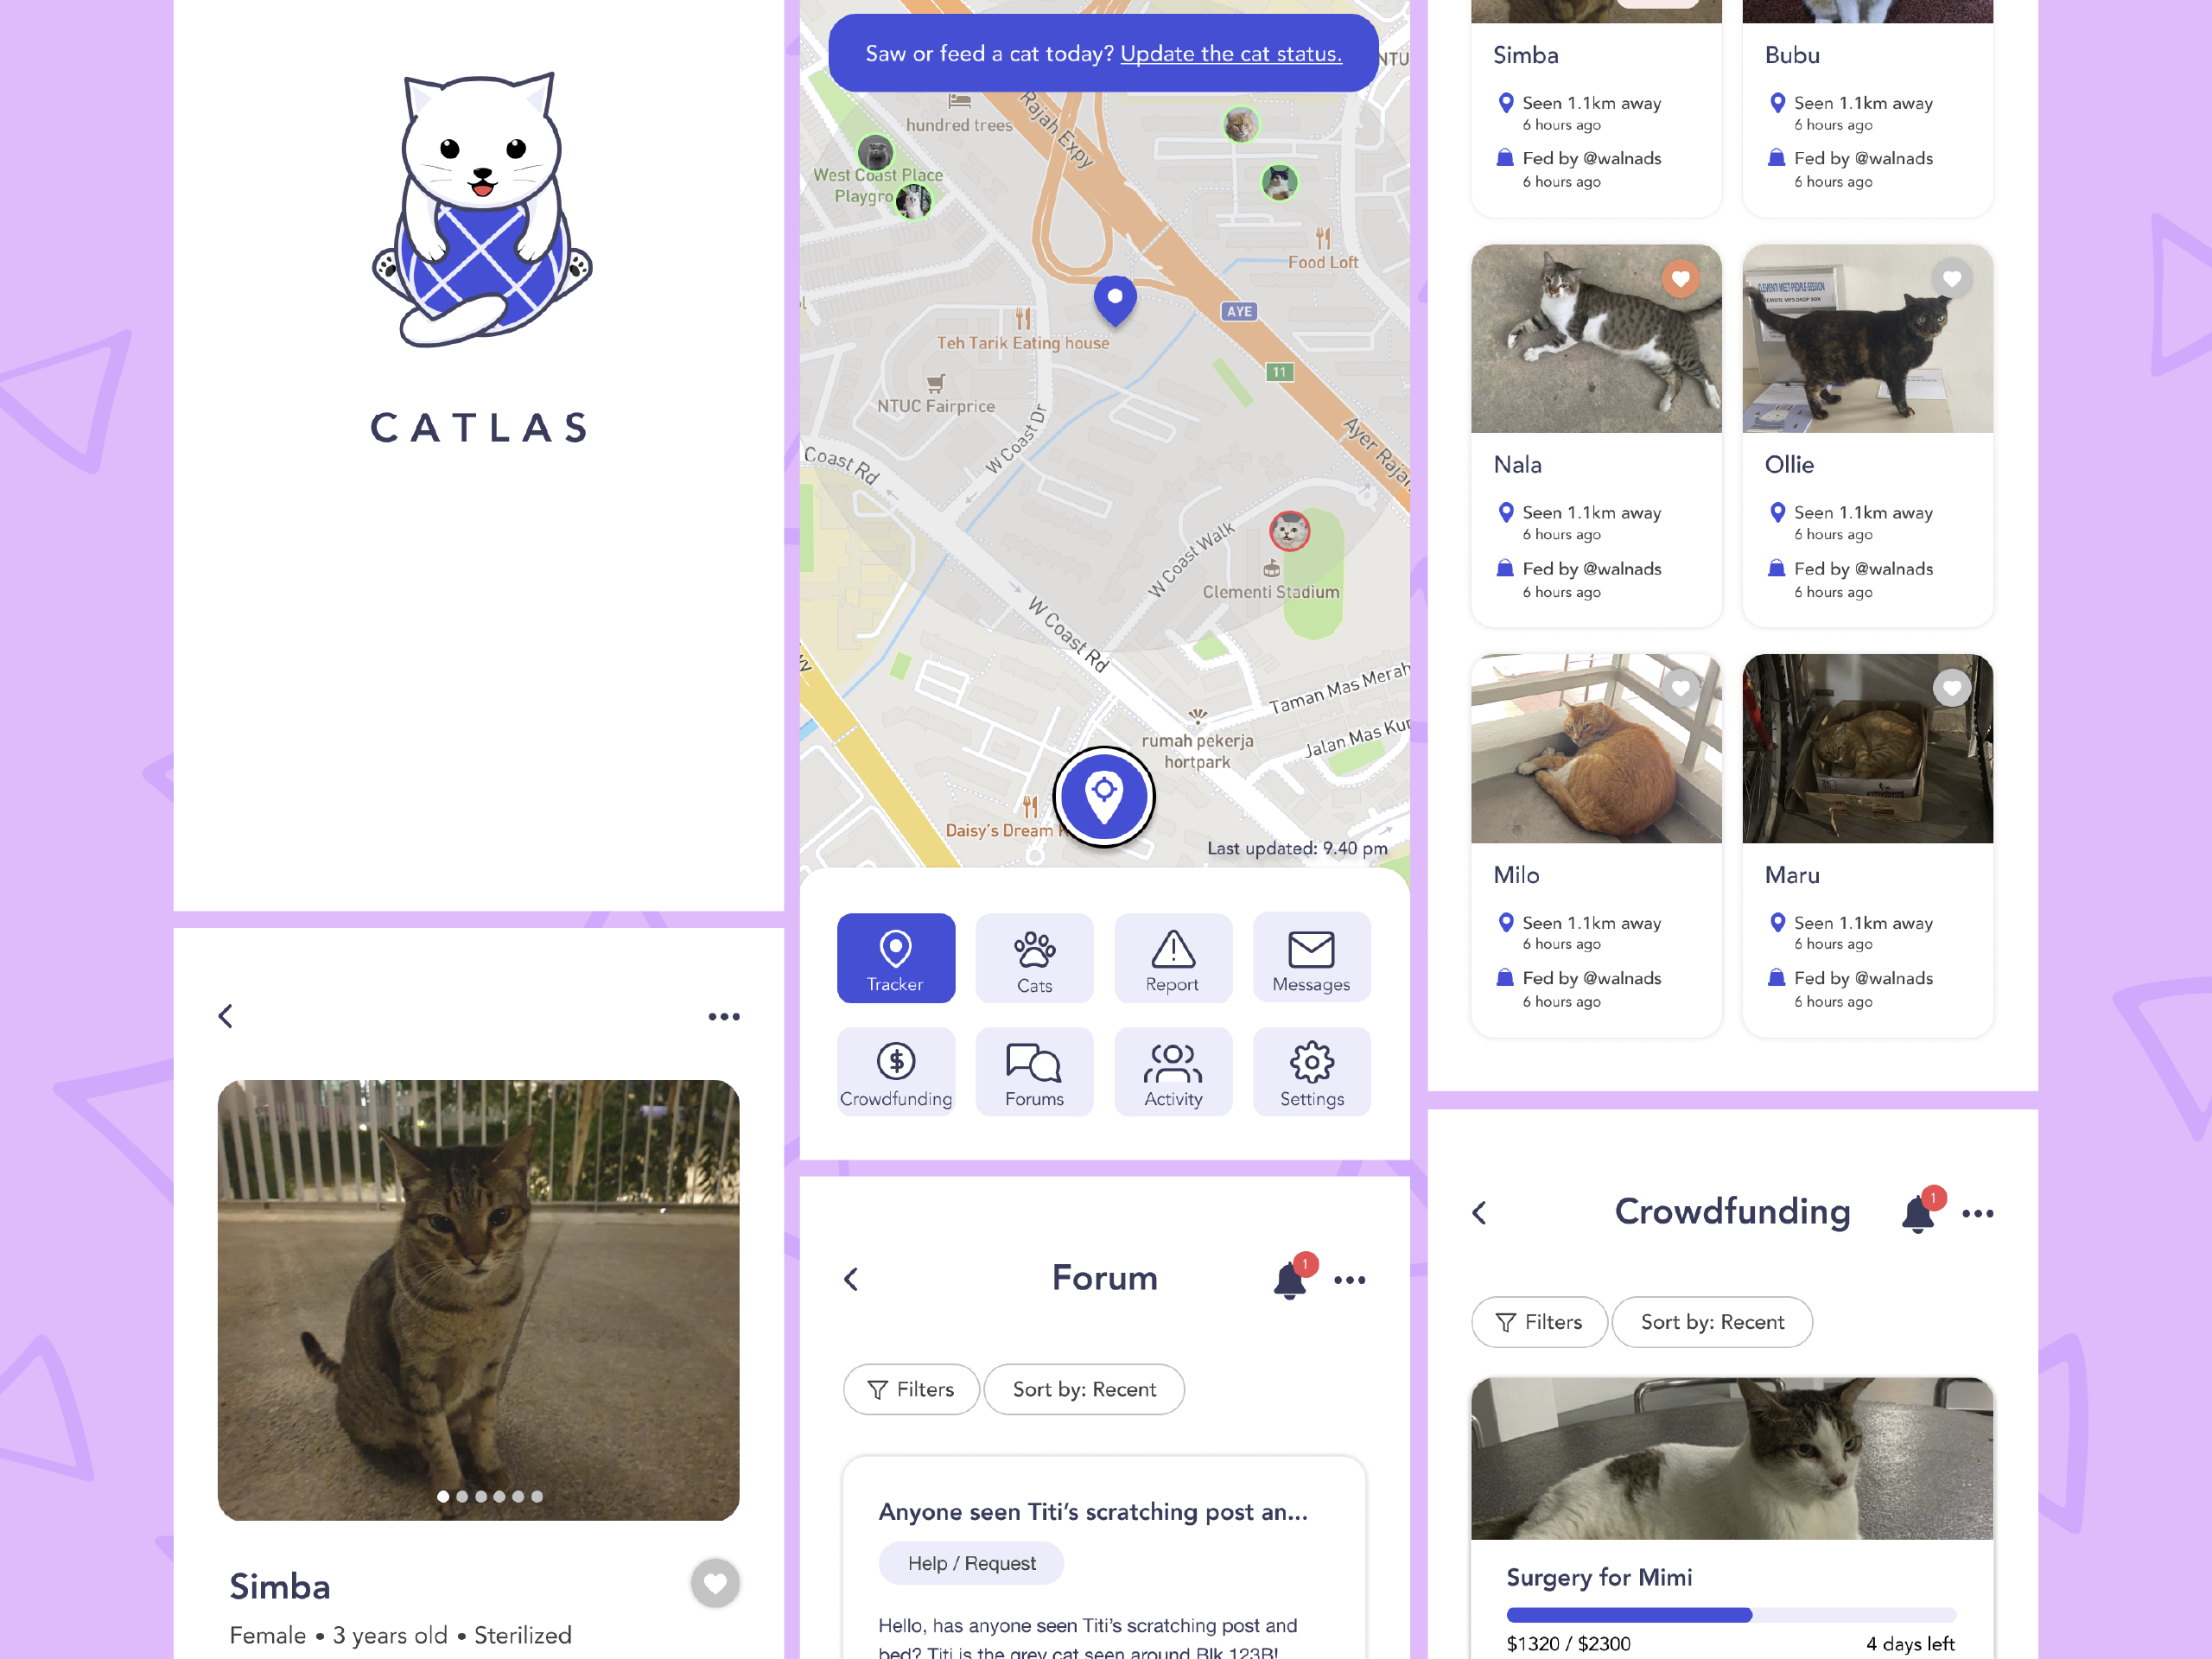 CATLAS
Simba
Female • 3 years old • Sterilized
Saw or feed a cat today? Update the cat status.
NTU
hundred trees
Rajah Expy
West Coast Place
Playgro
Food Loft
AYE
Teh Tarik Eating house
11
NTUC Fairprice
W Coast Dr
Ayer Rajah
Coast Rd
W Coast Walk
Clementi Stadium
W Coast Rd
Taman Mas Merah
rumah pekerja
hortpark
Jalan Mas Kur
Daisy's Dream K
Last updated: 9.40 pm
Tracker
Cats
Report
Messages
Crowdfunding
Forums
Activity
Settings
Forum
1
Filters
Sort by: Recent
Anyone seen Titi's scratching post an...
Help / Request
Hello, has anyone seen Titi's scratching post and
bed? Titi is the grey cat seen around Blk 123B!
Simba
Seen 1.1km away
6 hours ago
Fed by @walnads
6 hours ago
Bubu
Seen 1.1km away
6 hours ago
Fed by @walnads
6 hours ago
CLEMENTI MEET-PEOPLE-SESSION
Nala
Seen 1.1km away
6 hours ago
Fed by @walnads
6 hours ago
Ollie
Seen 1.1km away
6 hours ago
Fed by @walnads
6 hours ago
Milo
Seen 1.1km away
6 hours ago
Fed by @walnads
6 hours ago
Maru
Seen 1.1km away
6 hours ago
Fed by @walnads
6 hours ago
Crowdfunding
1
Filters
Sort by: Recent
Surgery for Mimi
$1320 / $2300
4 days left